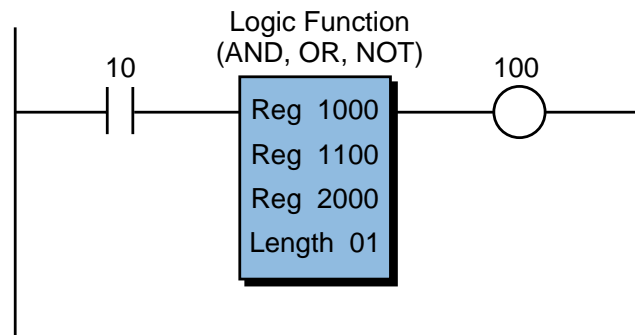 Logic Function
(AND, OR, NOT)
10
100
Reg 1000
Reg 1100
Reg 2000
Length 01